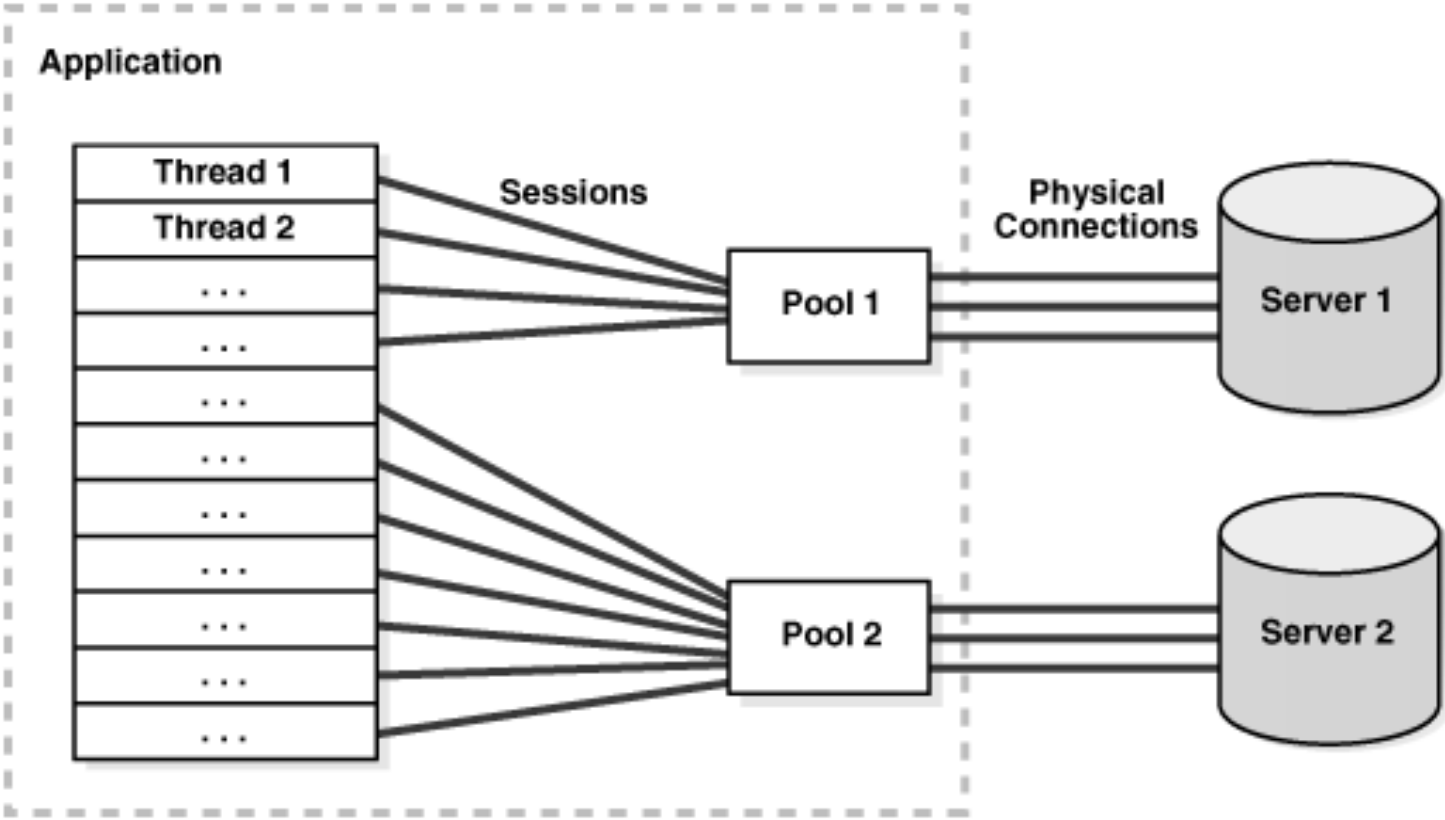 Application
Thread 1
Thread 2
. . .
. . .
. . .
. . .
. . .
. . .
. . .
. . .
. . .
Sessions
Pool 1
Pool 2
Physical
Connections
Server 1
Server 2